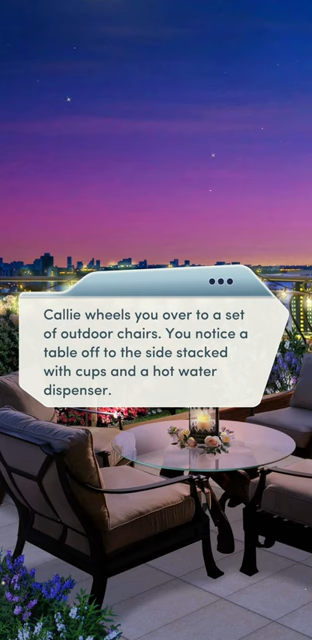 Callie wheels you over to a set
of outdoor chairs. You notice a
table off to the side stacked
with cups and a hot water
dispenser.